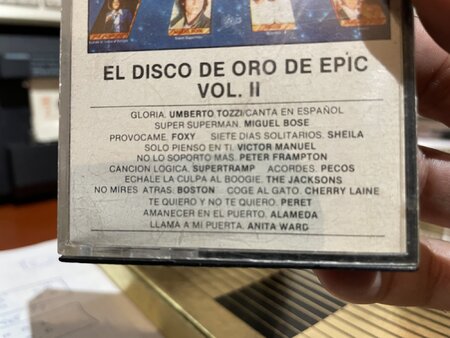 EL DISCO DE ORO DE EPIC
VOL. II
GLORIA. UMBERTO TOZZI/CANTA EN ESPAÑOL
SUPER SUPERMAN. MIGUEL BOSE
PROVOCAME. FOXY SIETE DIAS SOLITARIOS. SHEILA
SOLO PIENSO EN TI. VICTOR MANUEL
NO LO SOPORTO MAS. PETER FRAMPTON
CANCION LOGICA. SUPERTRAMP ACORDES. PECOS
ECHALE LA CULPA AL BOOGIE. THE JACKSONS
NO MIRES ATRAS. BOSTON COGE AL GATO. CHERRY LAINE
TE QUIERO Y NO TE QUIERO. PERET
AMANECER EN EL PUERTO. ALAMEDA
LLAMA A MI PUERTA. ANITA WARD